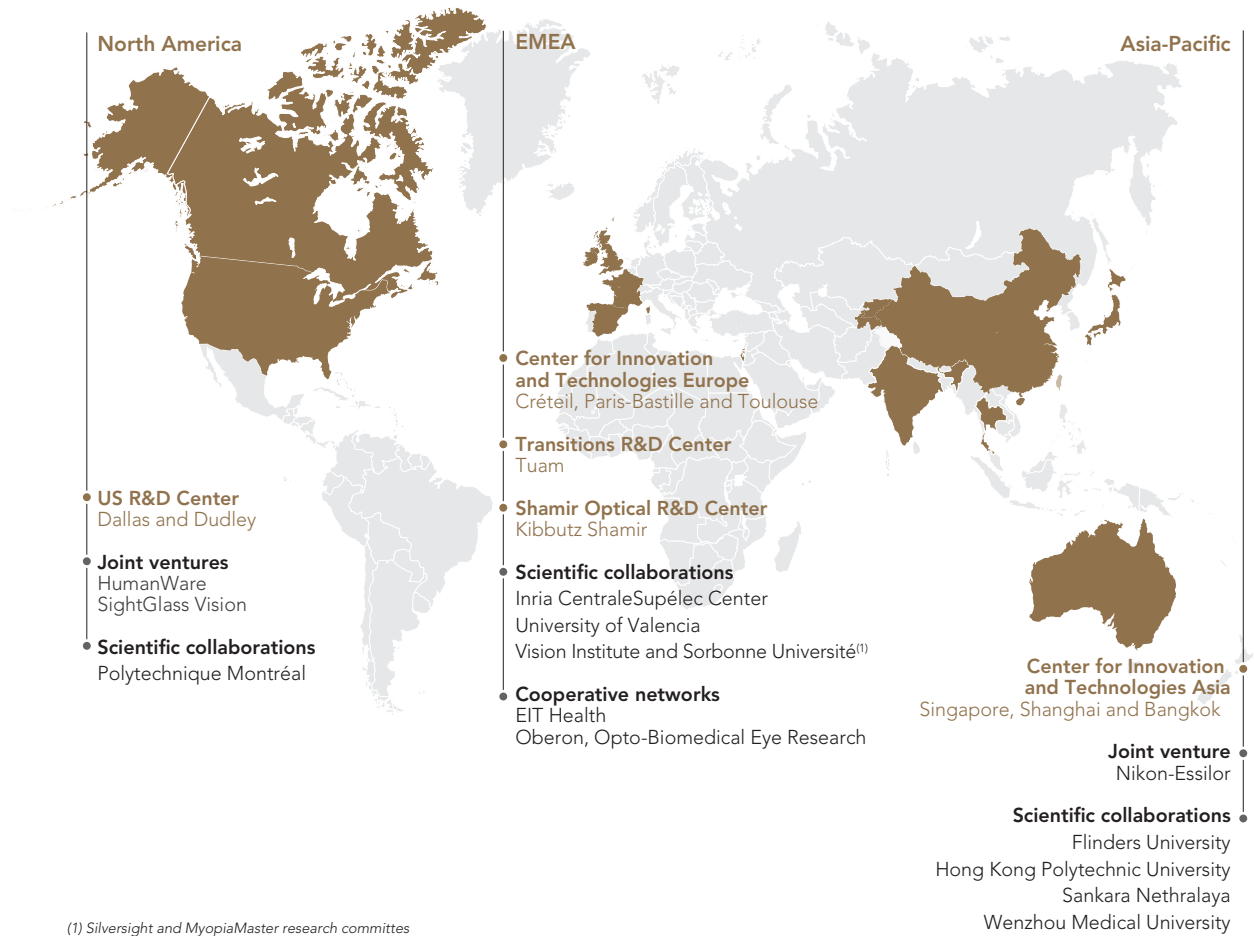 North America
US R&D Center
Dallas and Dudley
Joint ventures
HumanWare
SightGlass Vision
Scientific collaborations
Polytechnique Montréal
EMEA
Center for Innovation
and Technologies Europe
Créteil, Paris-Bastille and Toulouse
Transitions R&D Center
Tuam
Shamir Optical R&D Center
Kibbutz Shamir
Scientific collaborations
Inria CentraleSupélec Center
University of Valencia
Vision Institute and Sorbonne Université(1)
Cooperative networks
EIT Health
Oberon, Opto-Biomedical Eye Research
Asia-Pacific
Center for Innovation
and Technologies Asia
Singapore, Shanghai and Bangkok
Joint venture
Nikon-Essilor
Scientific collaborations
Flinders University
Hong Kong Polytechnic University
Sankara Nethralaya
Wenzhou Medical University
(1) Silversight and MyopiaMaster research committes